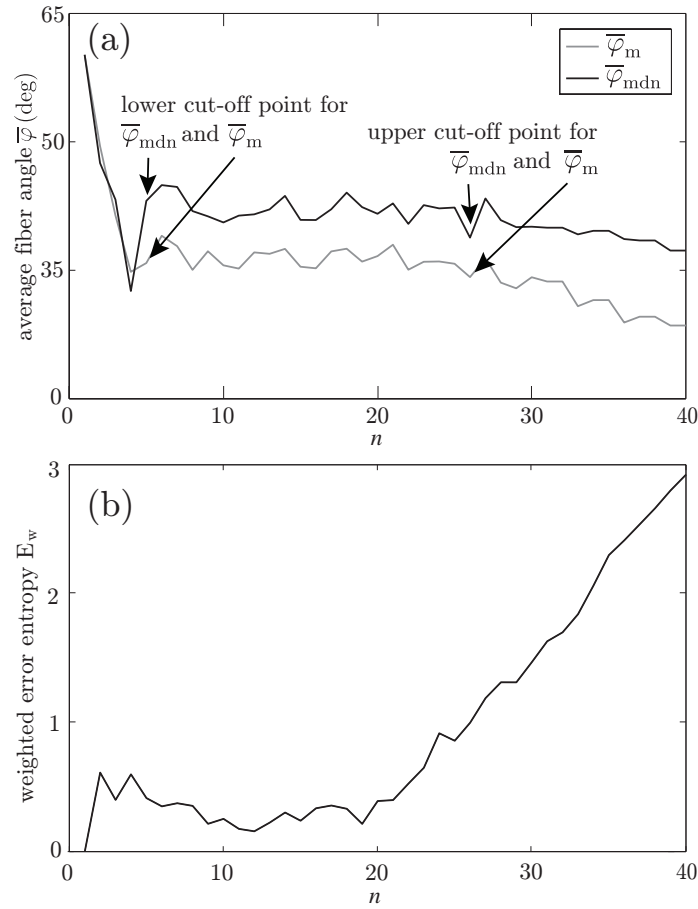 65
(a)
φ̅m
φ̅mdn
lower cut-off point for
φ̅mdn and φ̅m
upper cut-off point for
φ̅mdn and φ̅m
50
35
0
average fiber angle φ̅ (deg)
0 10 20 30 40
n
3
(b)
2
1
0
weighted error entropy Ew
0 10 20 30 40
n